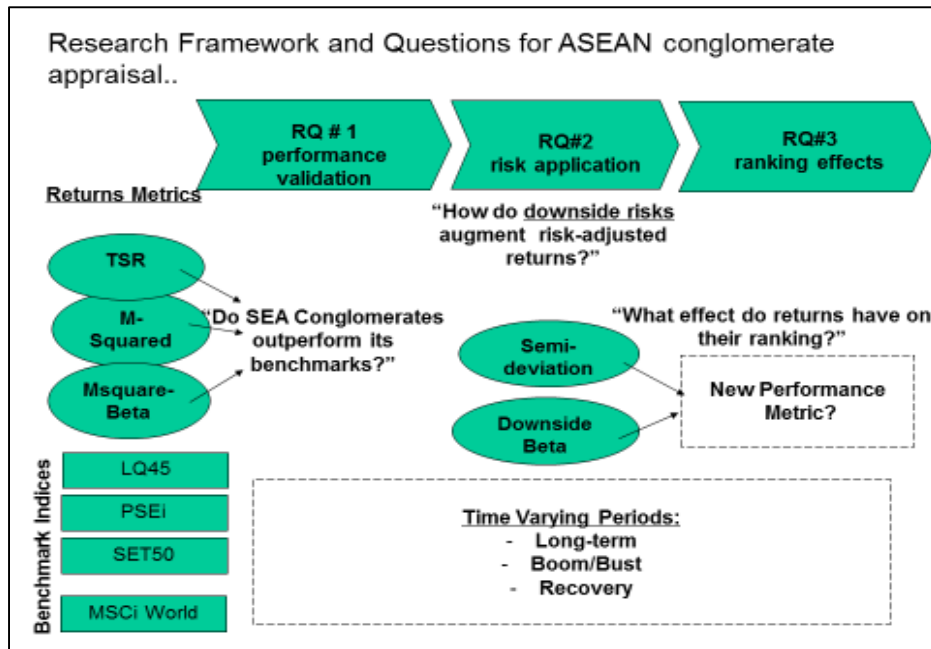 Research Framework and Questions for ASEAN conglomerate
appraisal..
RQ # 1
performance
validation
RQ#2
risk application
RQ#3
ranking effects
Returns Metrics
TSR
M-
Squared
Msquare-
Beta
“Do SEA Conglomerates
outperform its
benchmarks?”
“How do downside risks
augment risk-adjusted
returns?”
Semi-
deviation
Downside
Beta
“What effect do returns have on
their ranking?”
New Performance
Metric?
Benchmark Indices
LQ45
PSEi
SET50
MSCi World
Time Varying Periods:
- Long-term
- Boom/Bust
- Recovery